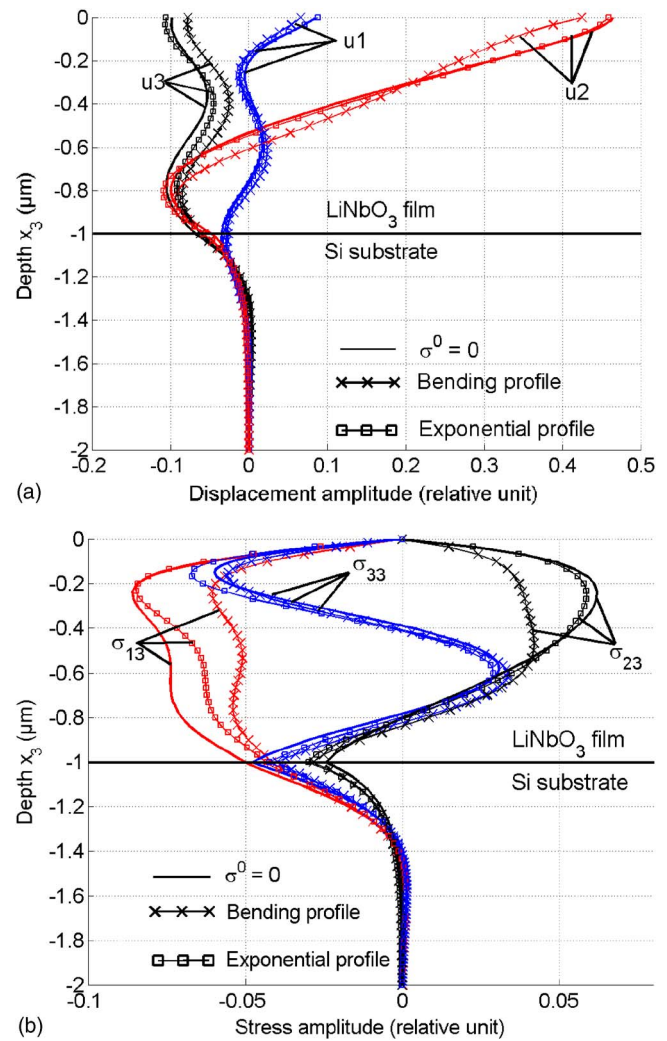 0
-0.2
-0.4
-0.6
-0.8
-1
-1.2
-1.4
-1.6
-1.8
-2
Depth x₃ (µm)
u1
u3
u2
LiNbO₃ film
Si substrate
σ⁰ = 0
Bending profile
Exponential profile
-0.2 -0.1 0 0.1 0.2 0.3 0.4 0.5
(a) Displacement amplitude (relative unit)
0
-0.2
-0.4
-0.6
-0.8
-1
-1.2
-1.4
-1.6
-1.8
-2
Depth x₃ (µm)
σ₃₃
σ₁₃
σ₂₃
LiNbO₃ film
Si substrate
σ⁰ = 0
Bending profile
Exponential profile
-0.1 -0.05 0 0.05
(b) Stress amplitude (relative unit)